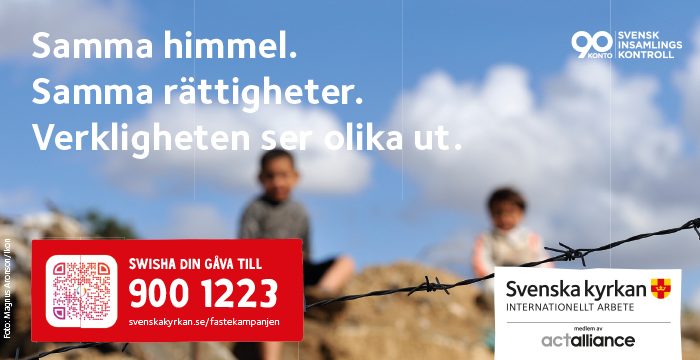 Samma himmel.
Samma rättigheter.
Verkligheten ser olika ut.
90
KONTO
SVENSK
INSAMLINGS
KONTROLL
Foto: Magnus Aronson/Ikon
SWISHA DIN GÅVA TILL
900 1223
svenskakyrkan.se/fastekampanjen
Svenska kyrkan
INTERNATIONELLT ARBETE
medlem av
actalliance